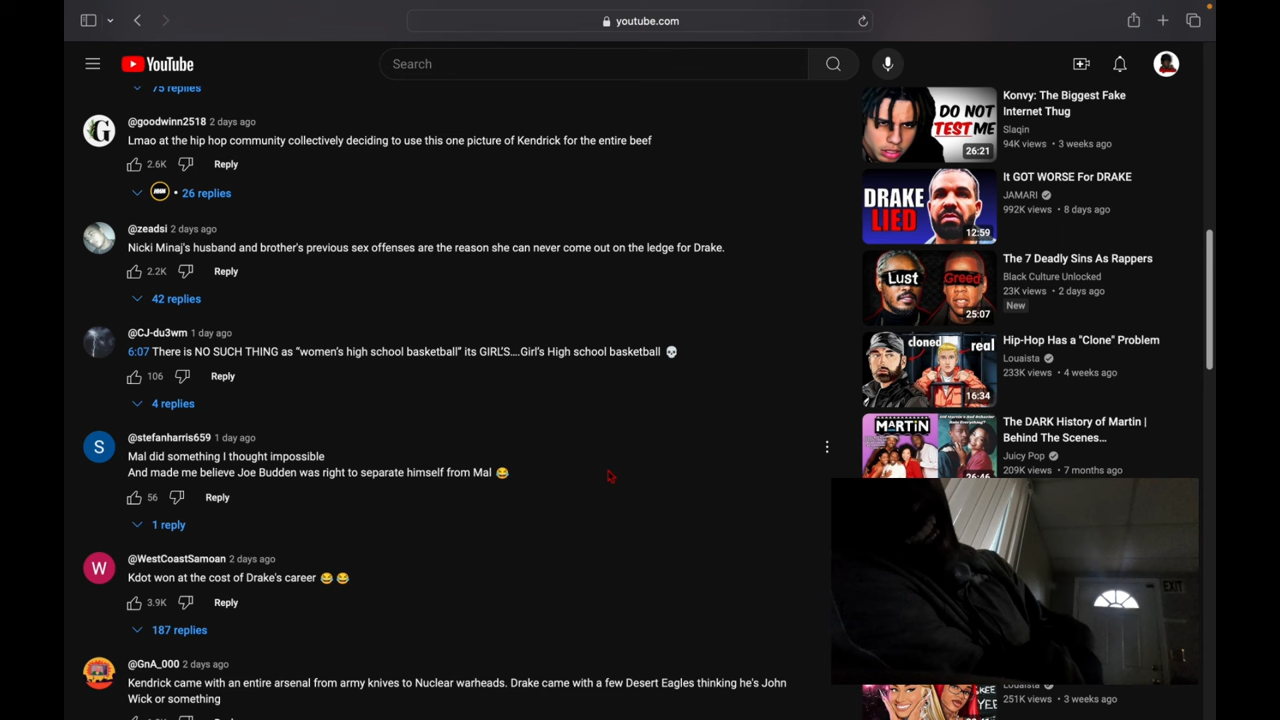 youtube.com
YouTube
Search
75 replies
@goodwinn2518 2 days ago
Lmao at the hip hop community collectively deciding to use this one picture of Kendrick for the entire beef
2.6K Reply
• 26 replies
@zeadsi 2 days ago
Nicki Minaj's husband and brother's previous sex offenses are the reason she can never come out on the ledge for Drake.
2.2K Reply
42 replies
@CJ-du3wm 1 day ago
6:07 There is NO SUCH THING as “women’s high school basketball” its GIRL’S....Girl’s High school basketball 💀
106 Reply
4 replies
S
@stefanharris659 1 day ago
Mal did something I thought impossible
And made me believe Joe Budden was right to separate himself from Mal 😂
56 Reply
1 reply
W
@WestCoastSamoan 2 days ago
Kdot won at the cost of Drake's career 😂 😂
3.9K Reply
187 replies
@GnA_000 2 days ago
Kendrick came with an entire arsenal from army knives to Nuclear warheads. Drake came with a few Desert Eagles thinking he's John
Wick or something
DO NOT
TEST ME
26:21
Konvy: The Biggest Fake
Internet Thug
Slaqin
94K views • 3 weeks ago
DRAKE
LIED
12:59
It GOT WORSE For DRAKE
JAMARI
992K views • 8 days ago
Lust
Greed
25:07
The 7 Deadly Sins As Rappers
Black Culture Unlocked
23K views • 2 days ago
New
cloned
real
16:34
Hip-Hop Has a "Clone" Problem
Louaista
233K views • 4 weeks ago
MARTIN
26:46
The DARK History of Martin |
Behind The Scenes...
Juicy Pop
209K views • 7 months ago
EXIT
Louaista
251K views • 3 weeks ago